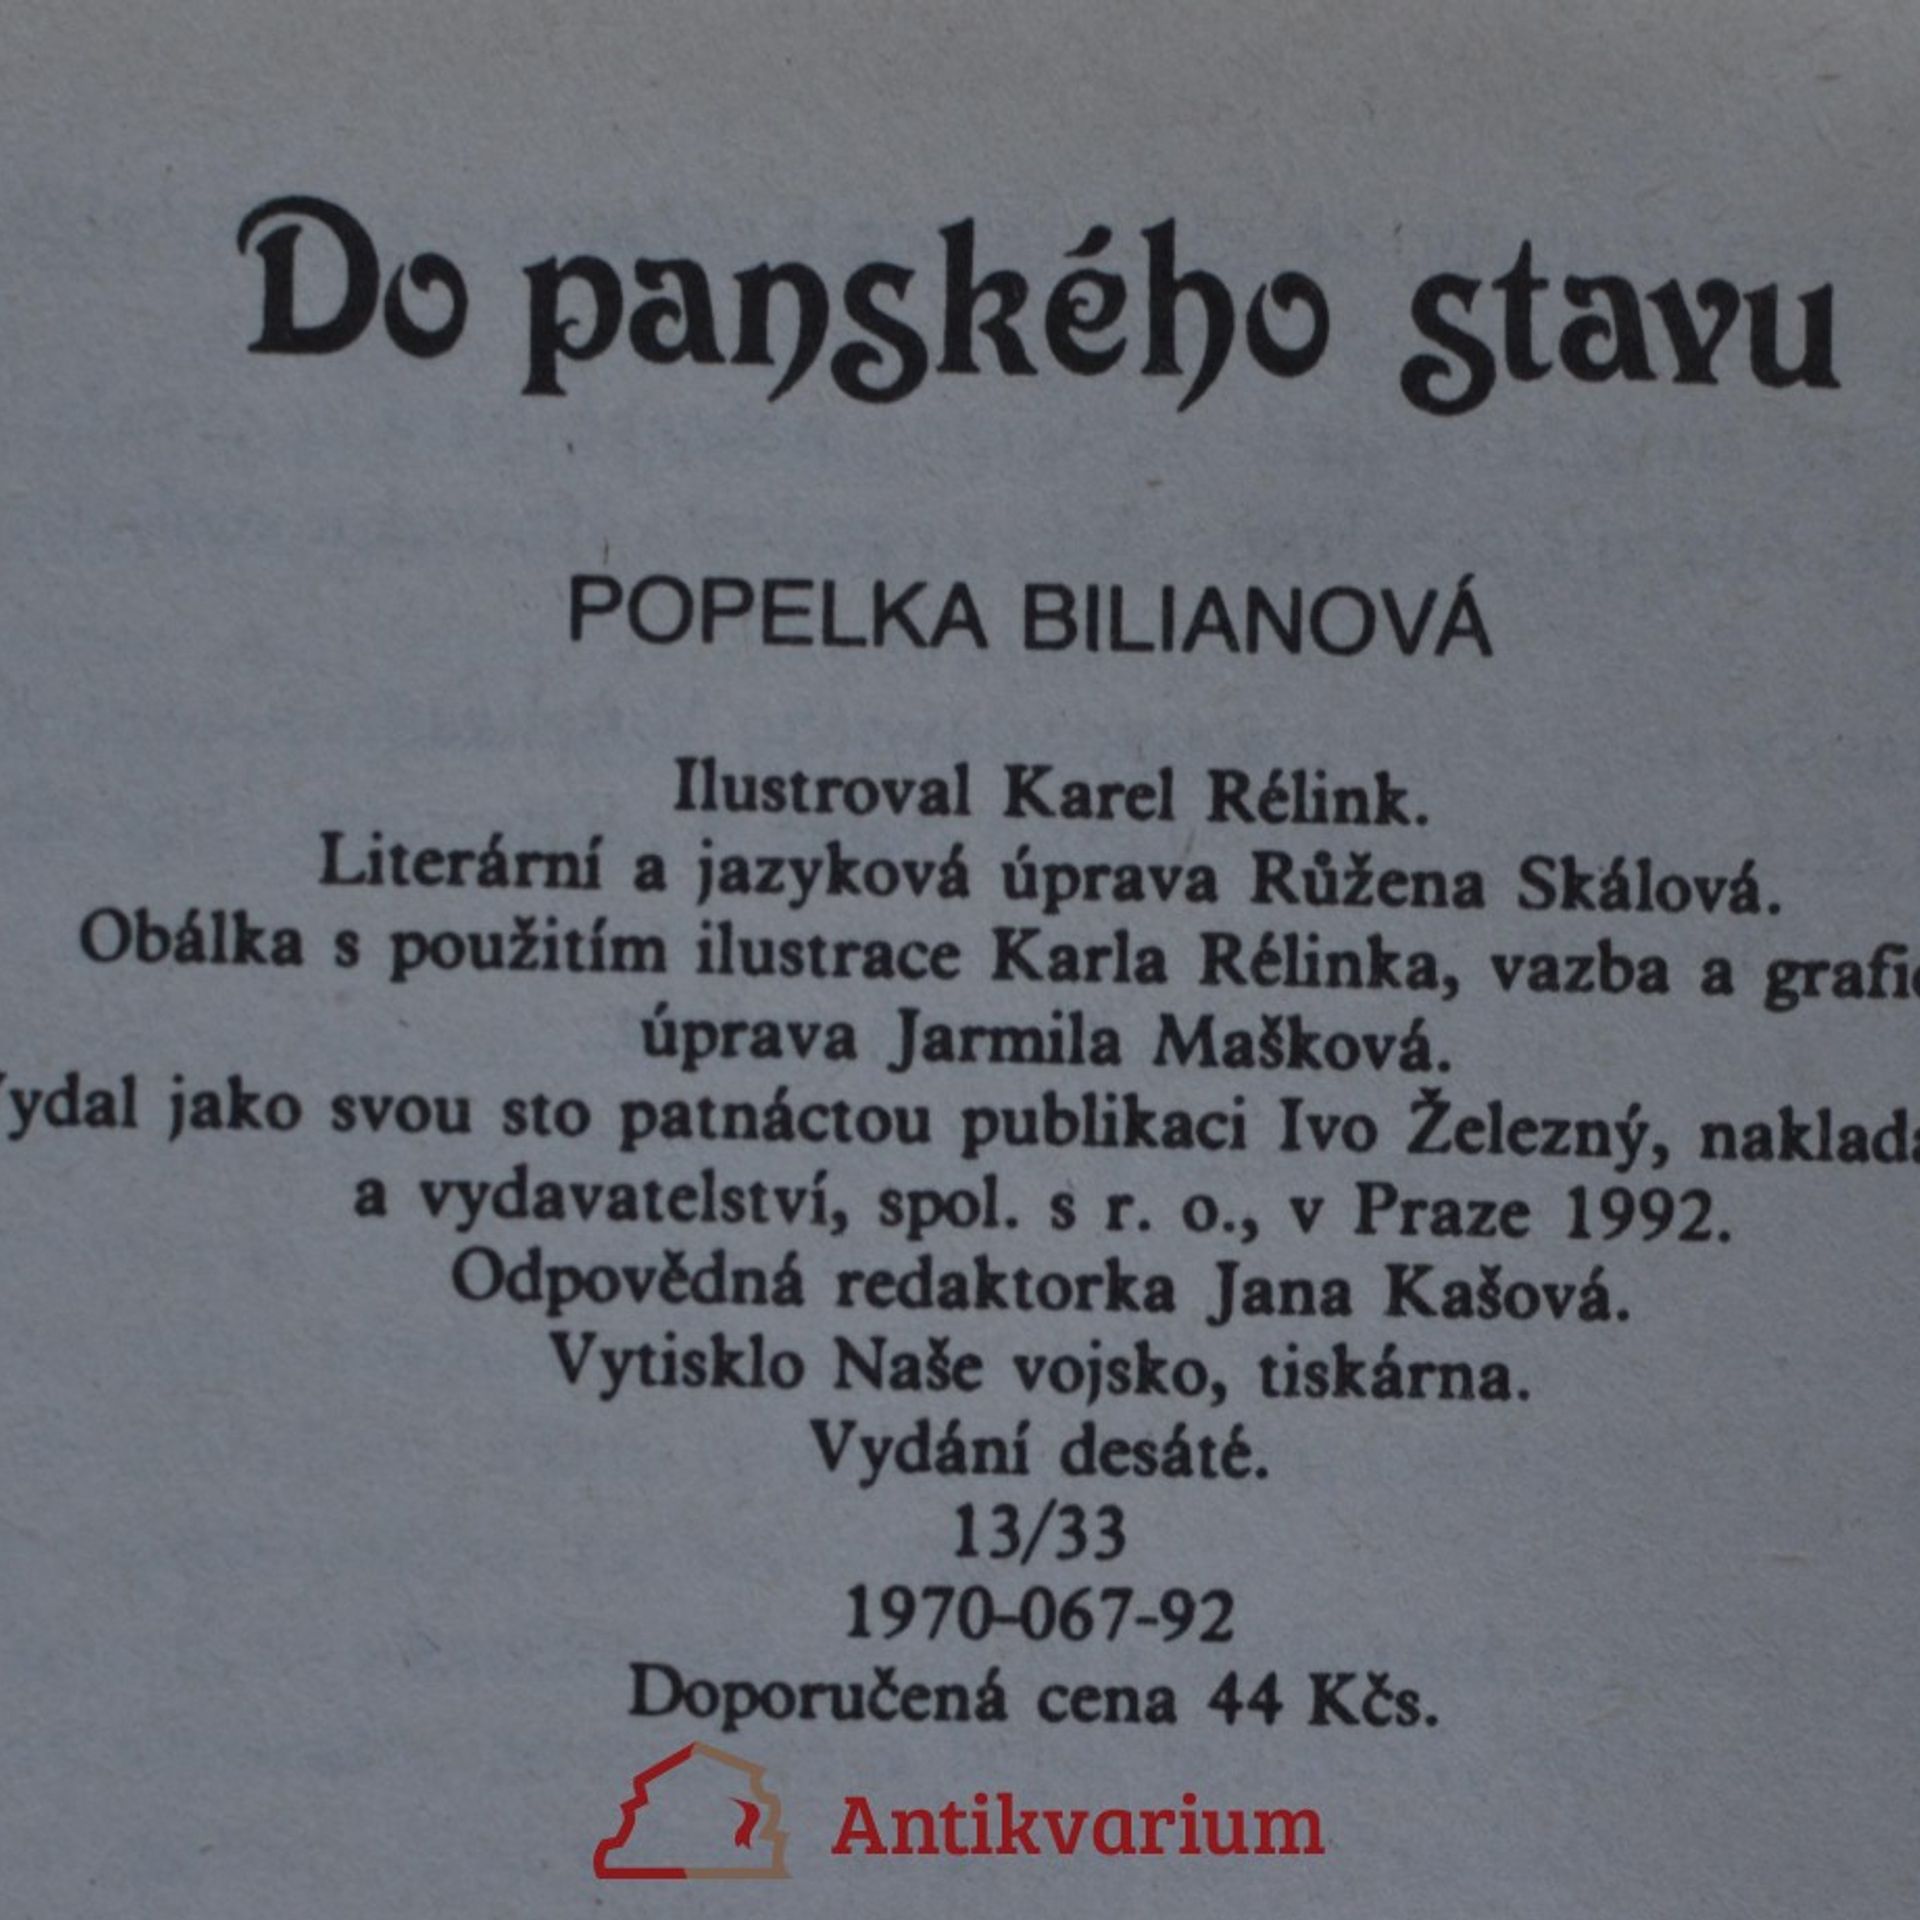 Do panského stavu
POPELKA BILIANOVÁ
Ilustroval Karel Rélink.
Literární a jazyková úprava Růžena Skálová.
Obálka s použitím ilustrace Karla Rélinka, vazba a grafic
úprava Jarmila Mašková.
ydal jako svou sto patnáctou publikaci Ivo Železný, naklada
a vydavatelství, spol. s r. o., v Praze 1992.
Odpovědná redaktorka Jana Kašová.
Vytisklo Naše vojsko, tiskárna.
Vydání desáté.
13/33
1970-067-92
Doporučená cena 44 Kčs.
Antikvarium